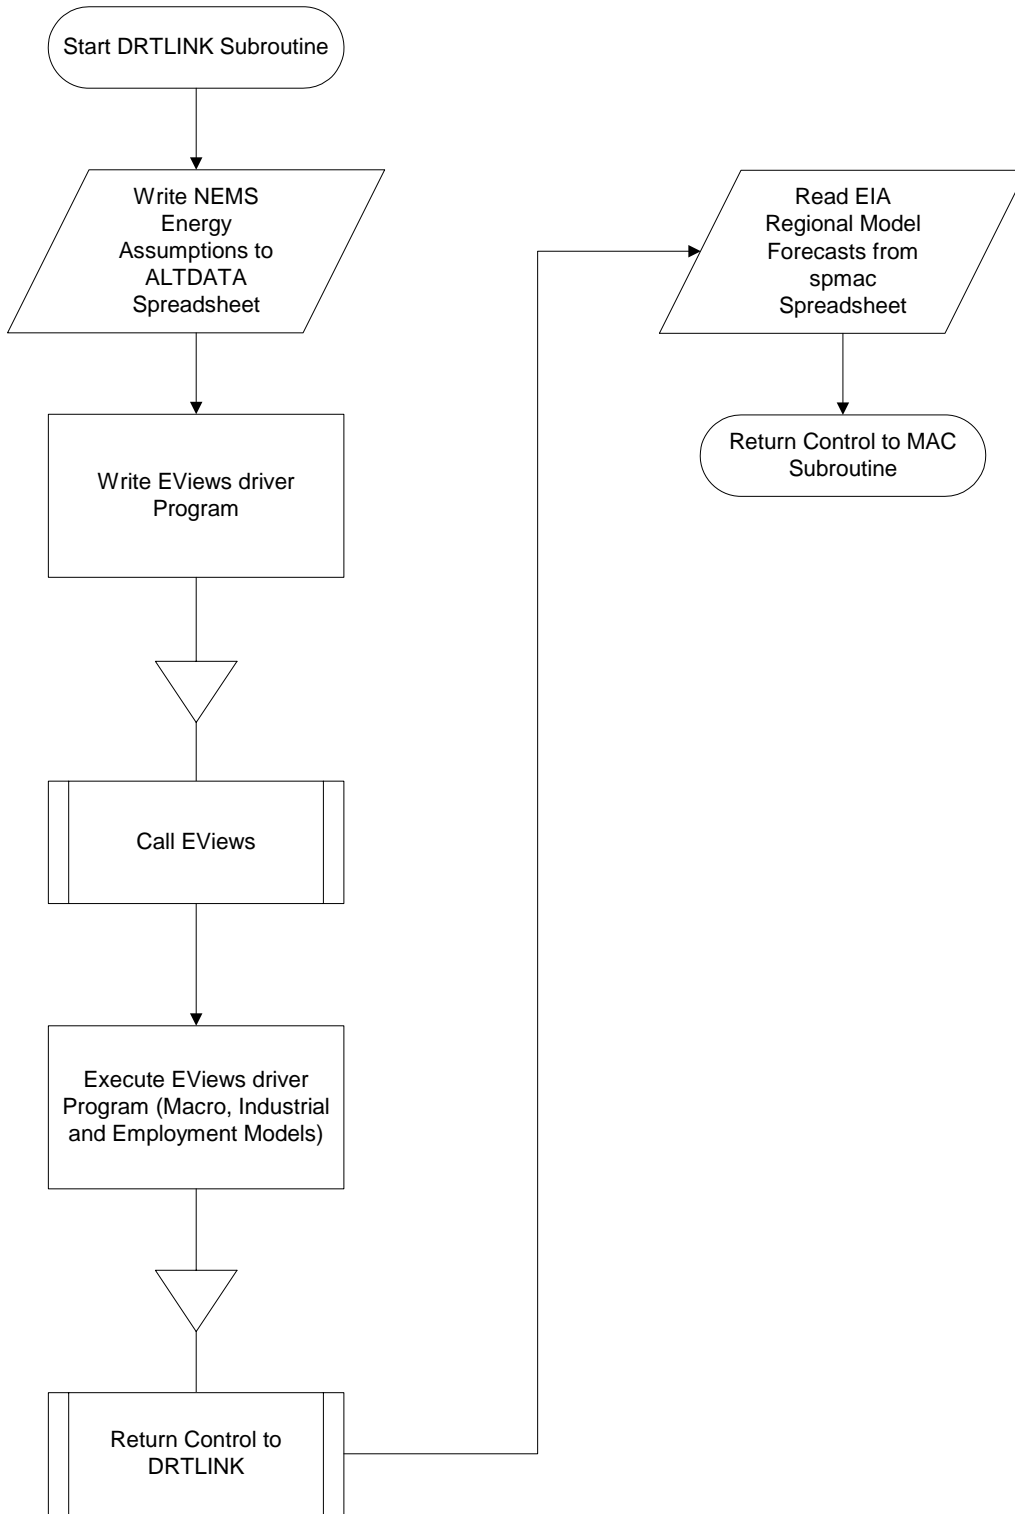 Start DRTLINK Subroutine
Write NEMS
Energy
Assumptions to
ALTDATA
Spreadsheet
Write EViews driver
Program
Call EViews
Execute EViews driver
Program (Macro, Industrial
and Employment Models)
Return Control to
DRTLINK
Read EIA
Regional Model
Forecasts from
spmac
Spreadsheet
Return Control to MAC
Subroutine